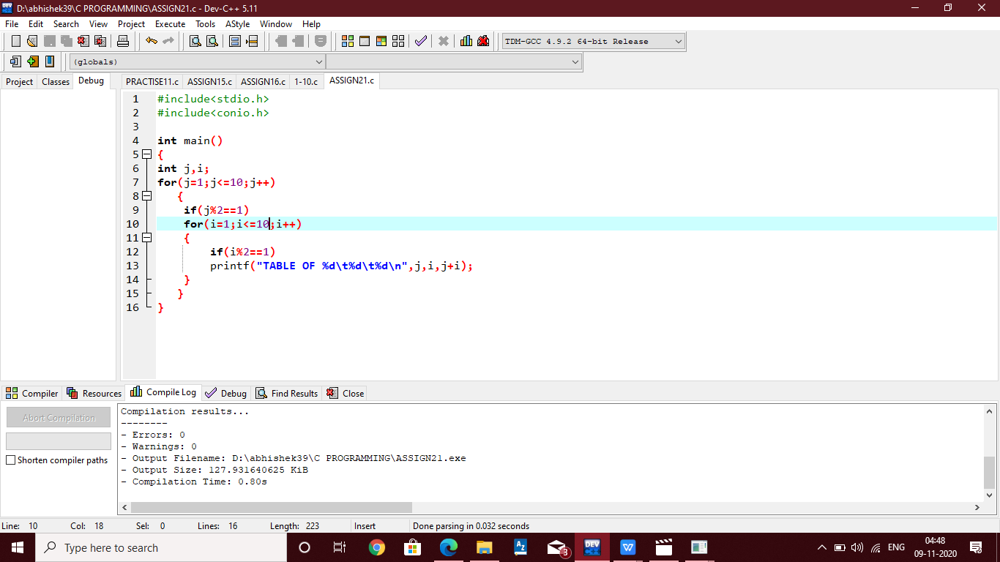 D:\abhishek39\C PROGRAMMING\ASSIGN21.c - Dev-C++ 5.11
File Edit Search View Project Execute Tools AStyle Window Help
TDM-GCC 4.9.2 64-bit Release
(globals)
Project Classes Debug PRACTISE11.c ASSIGN15.c ASSIGN16.c 1-10.c ASSIGN21.c
1 #include<stdio.h>
2 #include<conio.h>
3
4 int main()
5 {
6 int j,i;
7 for(j=1;j<=10;j++)
8 {
9 if(j%2==1)
10 for(i=1;i<=10;i++)
11 {
12 if(i%2==1)
13 printf("TABLE OF %d\t%d\t%d\n",j,i,j+i);
14 }
15 }
16 }
Compiler Resources Compile Log Debug Find Results Close
Abort Compilation
Shorten compiler paths
Compilation results...
--------
- Errors: 0
- Warnings: 0
- Output Filename: D:\abhishek39\C PROGRAMMING\ASSIGN21.exe
- Output Size: 127.931640625 KiB
- Compilation Time: 0.80s
Line: 10 Col: 18 Sel: 0 Lines: 16 Length: 223 Insert Done parsing in 0.032 seconds
Type here to search
3
DEV
ENG
04:48
09-11-2020